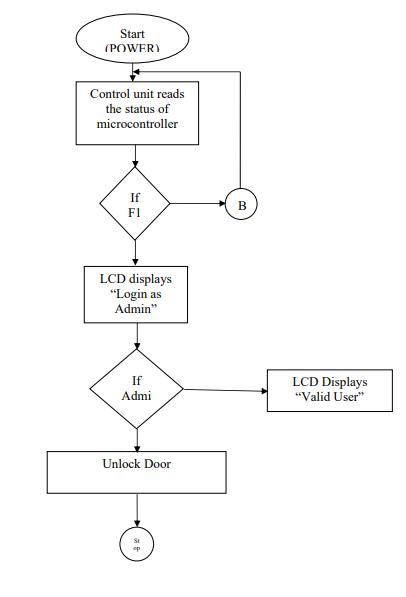 Start
(POWER)
Control unit reads
the status of
microcontroller
If
F1
B
LCD displays
“Login as
Admin”
If
Admi
LCD Displays
“Valid User”
Unlock Door
St
op